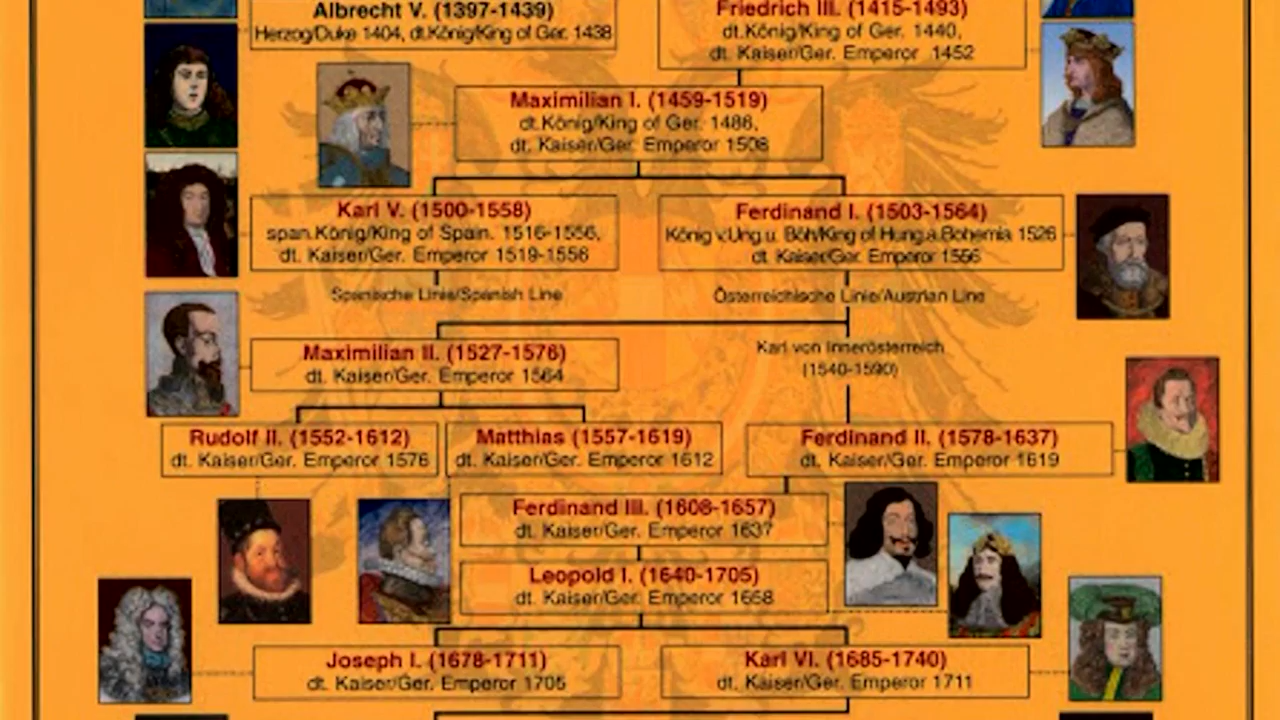 Albrecht V. (1397-1439)
Herzog/Duke 1404, dt.König/King of Ger. 1438
Friedrich III. (1415-1493)
dt.König/King of Ger. 1440,
dt. Kaiser/Ger. Emperor 1452
Maximilian I. (1459-1519)
dt.König/King of Ger. 1486,
dt. Kaiser/Ger. Emperor 1508
Karl V. (1500-1558)
span.König/King of Spain. 1516-1556,
dt. Kaiser/Ger. Emperor 1519-1556
Ferdinand I. (1503-1564)
König v.Ung.u. Böh/King of Hung.a.Bohemia 1526
dt. Kaiser/Ger. Emperor 1556
Spanische Linie/Spanish Line
Österreichische Linie/Austrian Line
Maximilian II. (1527-1576)
dt. Kaiser/Ger. Emperor 1564
Karl von Innerösterreich
(1540-1590)
Rudolf II. (1552-1612)
dt. Kaiser/Ger. Emperor 1576
Matthias (1557-1619)
dt. Kaiser/Ger. Emperor 1612
Ferdinand II. (1578-1637)
dt. Kaiser/Ger. Emperor 1619
Ferdinand III. (1608-1657)
dt. Kaiser/Ger. Emperor 1637
Leopold I. (1640-1705)
dt. Kaiser/Ger. Emperor 1658
Joseph I. (1678-1711)
dt. Kaiser/Ger. Emperor 1705
Karl VI. (1685-1740)
dt. Kaiser/Ger. Emperor 1711